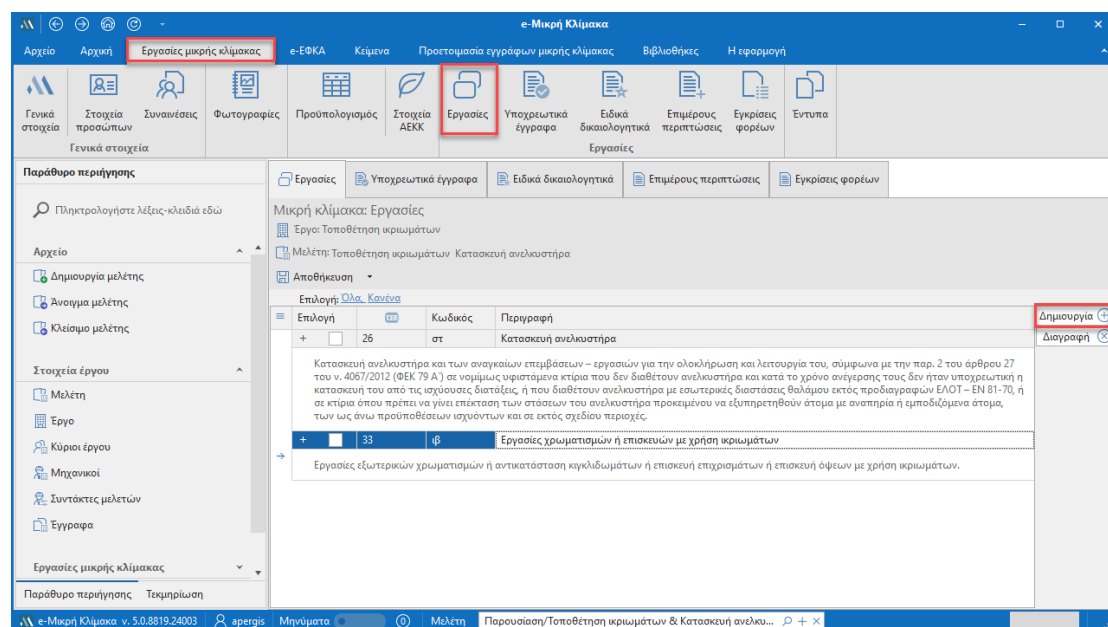 e-Μικρή Κλίμακα
Αρχείο Αρχική Εργασίες μικρής κλίμακας e-ΕΦΚΑ Κείμενα Προετοιμασία εγγράφων μικρής κλίμακας Βιβλιοθήκες Η εφαρμογή
Γενικά στοιχεία Στοιχεία προσώπων Συναινέσεις Φωτογραφίες Προϋπολογισμός Στοιχεία ΑΕΚΚ Εργασίες Υποχρεωτικά έγγραφα Ειδικά δικαιολογητικά Επιμέρους περιπτώσεις Εγκρίσεις φορέων Έντυπα
Γενικά στοιχεία Εργασίες
Παράθυρο περιήγησης
Πληκτρολογήστε λέξεις-κλειδιά εδώ
Αρχείο
Δημιουργία μελέτης
Άνοιγμα μελέτης
Κλείσιμο μελέτης
Στοιχεία έργου
Μελέτη
Έργο
Κύριοι έργου
Μηχανικοί
Συντάκτες μελετών
Έγγραφα
Εργασίες μικρής κλίμακας
Παράθυρο περιήγησης Τεκμηρίωση
Εργασίες Υποχρεωτικά έγγραφα Ειδικά δικαιολογητικά Επιμέρους περιπτώσεις Εγκρίσεις φορέων
Μικρή κλίμακα: Εργασίες
Έργο: Τοποθέτηση ικριωμάτων
Μελέτη: Τοποθέτηση ικριωμάτων Κατασκευή ανελκυστήρα
Αποθήκευση
Επιλογή: Όλα, Κανένα
Επιλογή Κωδικός Περιγραφή Δημιουργία
+ 26 στ Κατασκευή ανελκυστήρα Διαγραφή
Κατασκευή ανελκυστήρα και των αναγκαίων επεμβάσεων – εργασιών για την ολοκλήρωση και λειτουργία του, σύμφωνα με την παρ. 2 του άρθρου 27
του ν. 4067/2012 (ΦΕΚ 79 Α΄) σε νομίμως υφιστάμενα κτίρια που δεν διαθέτουν ανελκυστήρα και κατά το χρόνο ανέγερσης τους δεν ήταν υποχρεωτική η
κατασκευή του από τις ισχύουσες διατάξεις, ή που διαθέτουν ανελκυστήρα με εσωτερικές διαστάσεις θαλάμου εκτός προδιαγραφών ΕΛΟΤ – EN 81-70, ή
σε κτίρια όπου πρέπει να γίνει επέκταση των στάσεων του ανελκυστήρα προκειμένου να εξυπηρετηθούν άτομα με αναπηρία ή εμποδιζόμενα άτομα,
των ως άνω προϋποθέσεων ισχυόντων και σε εκτός σχεδίου περιοχές.
+ 33 ιβ Εργασίες χρωματισμών ή επισκευών με χρήση ικριωμάτων
Εργασίες εξωτερικών χρωματισμών ή αντικατάσταση κιγκλιδωμάτων ή επισκευή επιχρισμάτων ή επισκευή όψεων με χρήση ικριωμάτων.
e-Μικρή Κλίμακα v. 5.0.8819.24003 apergis Μηνύματα (0) Μελέτη Παρουσίαση/Τοποθέτηση ικριωμάτων & Κατασκευή ανελκυ...